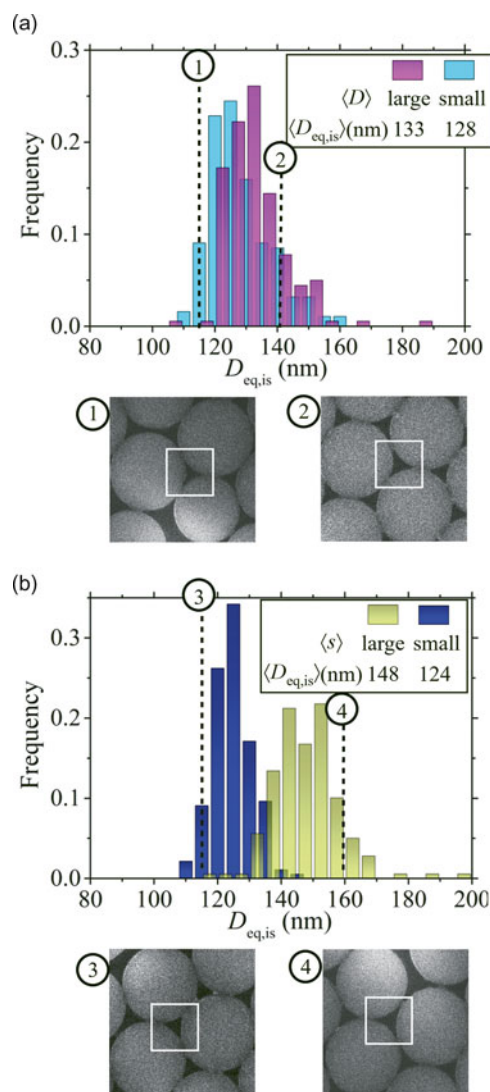 (a)
0.3
0.2
0.1
0.0
Frequency
1
2
⟨D⟩ large small
⟨D_eq,is⟩(nm) 133 128
80 100 120 140 160 180 200
D_eq,is (nm)
1
2
(b)
0.3
0.2
0.1
0.0
Frequency
3
4
⟨s⟩ large small
⟨D_eq,is⟩(nm) 148 124
80 100 120 140 160 180 200
D_eq,is (nm)
3
4